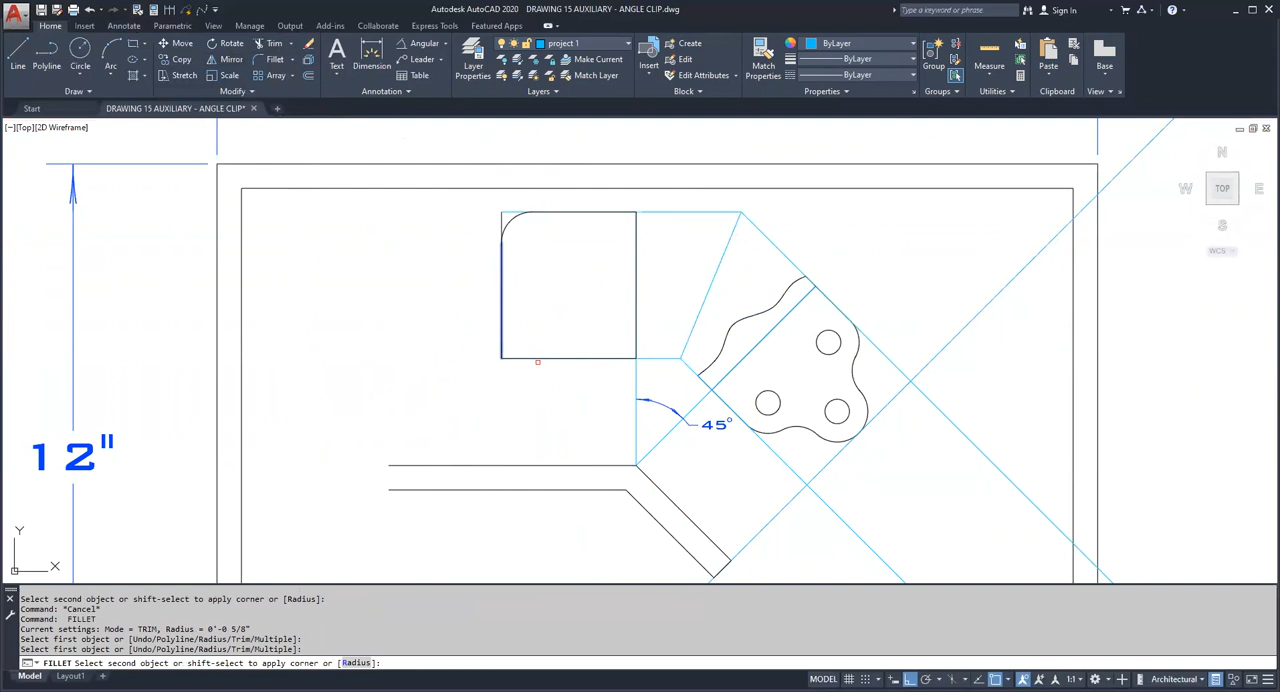 Autodesk AutoCAD 2020 DRAWING 15 AUXILIARY - ANGLE CLIP.dwg
Type a keyword or phrase
Sign In
Home Insert Annotate Parametric View Manage Output Add-ins Collaborate Express Tools Featured Apps
Line Polyline Circle Arc
Move Rotate Trim
Copy Mirror Fillet
Stretch Scale Array
Text Dimension
Angular
Leader
Table
Layer Properties
project 1
Make Current
Match Layer
Insert
Create
Edit
Edit Attributes
Match Properties
ByLayer
ByLayer
ByLayer
Group
Measure
Paste
Base
Draw Modify Annotation Layers Block Properties Groups Utilities Clipboard View
Start DRAWING 15 AUXILIARY - ANGLE CLIP*
[−][Top][2D Wireframe]
N
W TOP E
S
WCS
45°
12"
Y
X
Select second object or shift-select to apply corner or [Radius]:
Command: *Cancel*
Command: FILLET
Current settings: Mode = TRIM, Radius = 0'-0 5/8"
Select first object or [Undo/Polyline/Radius/Trim/Multiple]:
Select first object or [Undo/Polyline/Radius/Trim/Multiple]:
FILLET Select second object or shift-select to apply corner or [Radius]:
Model Layout1 +
MODEL 1:1 Architectural